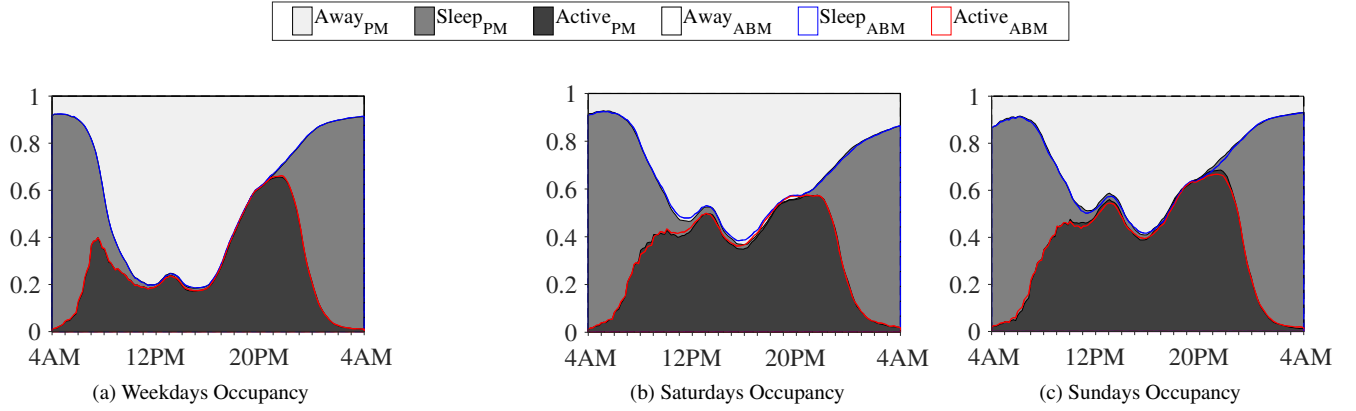 Away_PM Sleep_PM Active_PM Away_ABM Sleep_ABM Active_ABM
1
0.8
0.6
0.4
0.2
0
4AM 12PM 20PM 4AM
(a) Weekdays Occupancy
1
0.8
0.6
0.4
0.2
0
4AM 12PM 20PM 4AM
(b) Saturdays Occupancy
1
0.8
0.6
0.4
0.2
0
4AM 12PM 20PM 4AM
(c) Sundays Occupancy